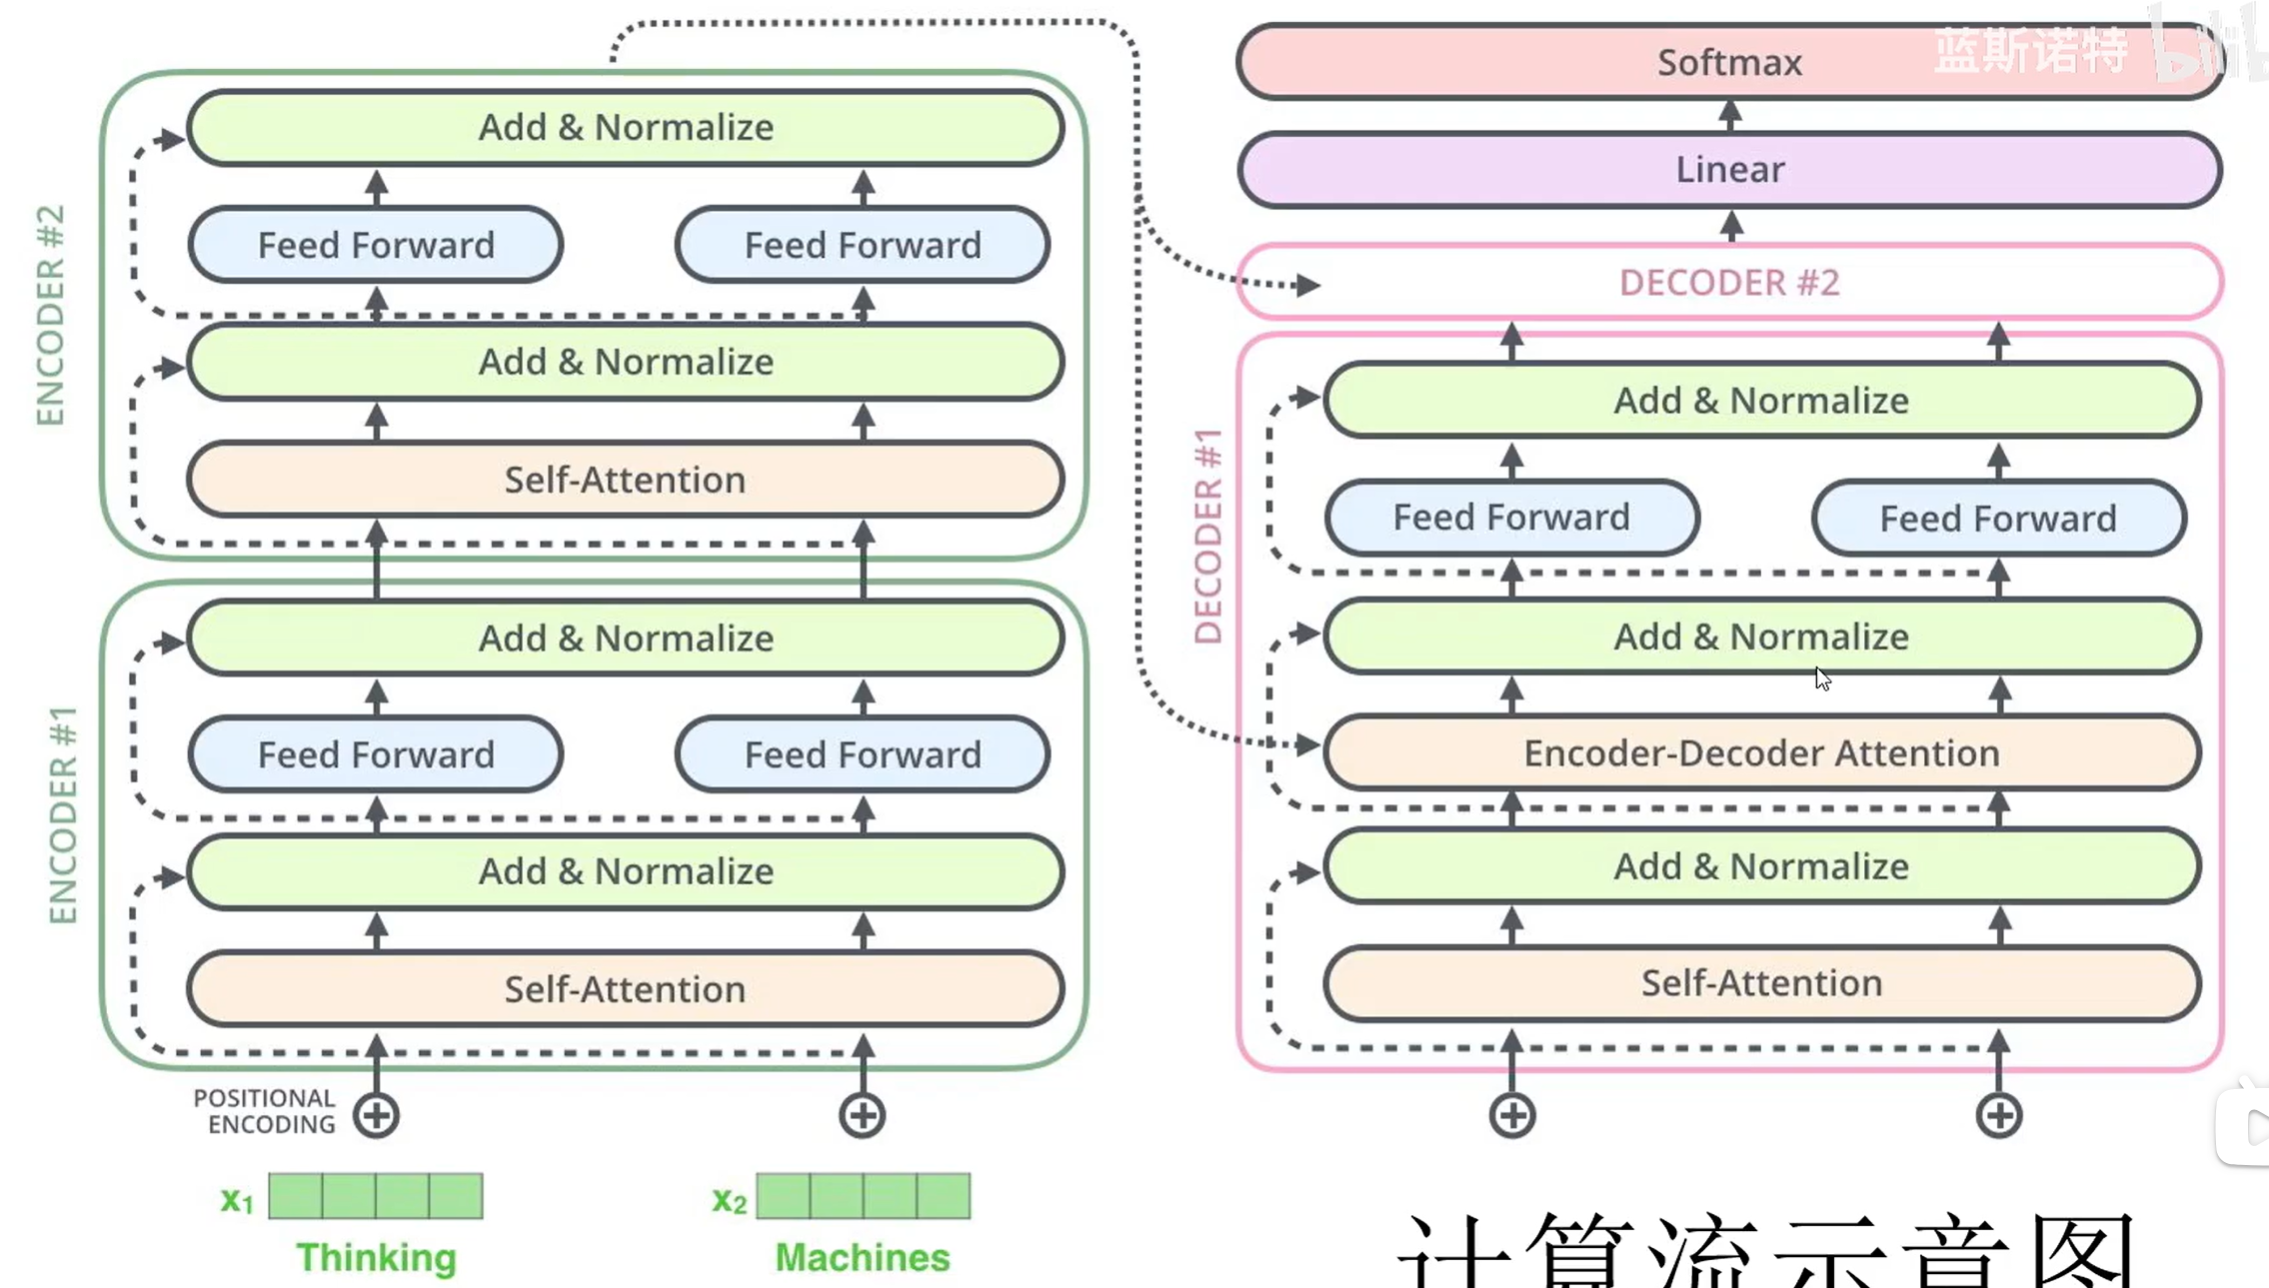 ENCODER #2
Add & Normalize
Feed Forward
Feed Forward
Add & Normalize
Self-Attention
ENCODER #1
Add & Normalize
Feed Forward
Feed Forward
Add & Normalize
Self-Attention
POSITIONAL
ENCODING
x1
x2
Thinking
Machines
蓝斯诺特
Softmax
Linear
DECODER #2
DECODER #1
Add & Normalize
Feed Forward
Feed Forward
Add & Normalize
Encoder-Decoder Attention
Add & Normalize
Self-Attention
计算流示意图